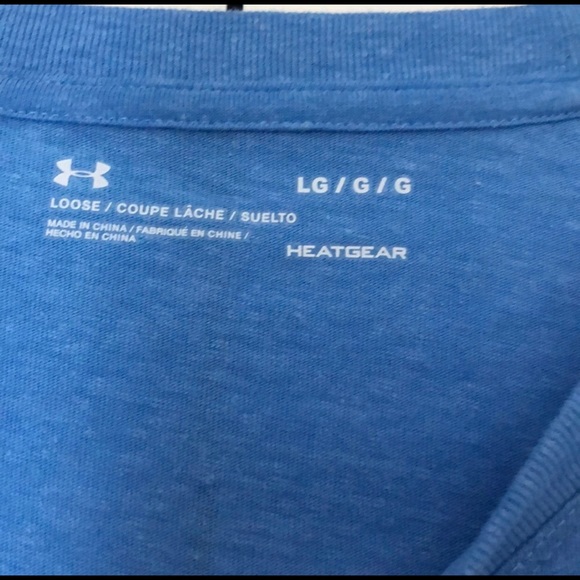 LG / G / G
LOOSE / COUPE LÂCHE / SUELTO
MADE IN CHINA / FABRIQUÉ EN CHINE /
HECHO EN CHINA
HEATGEAR